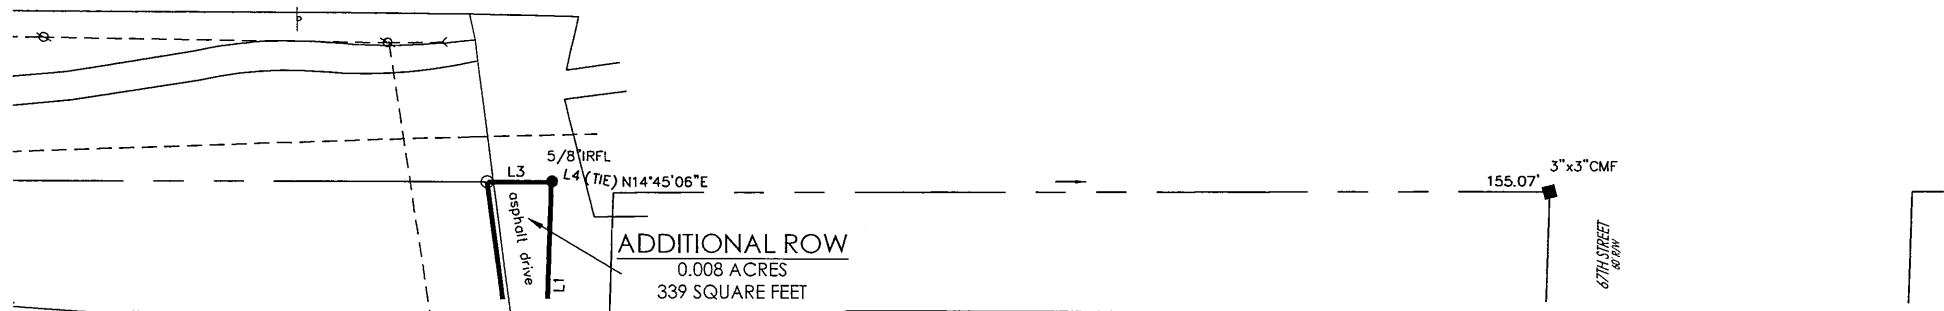 5/8"IRFL
L3
L4 (TIE) N14°45'06"E
155.07'
3"x3"CMF
asphalt drive
L1
ADDITIONAL ROW
0.008 ACRES
339 SQUARE FEET
67TH STREET
60' R/W